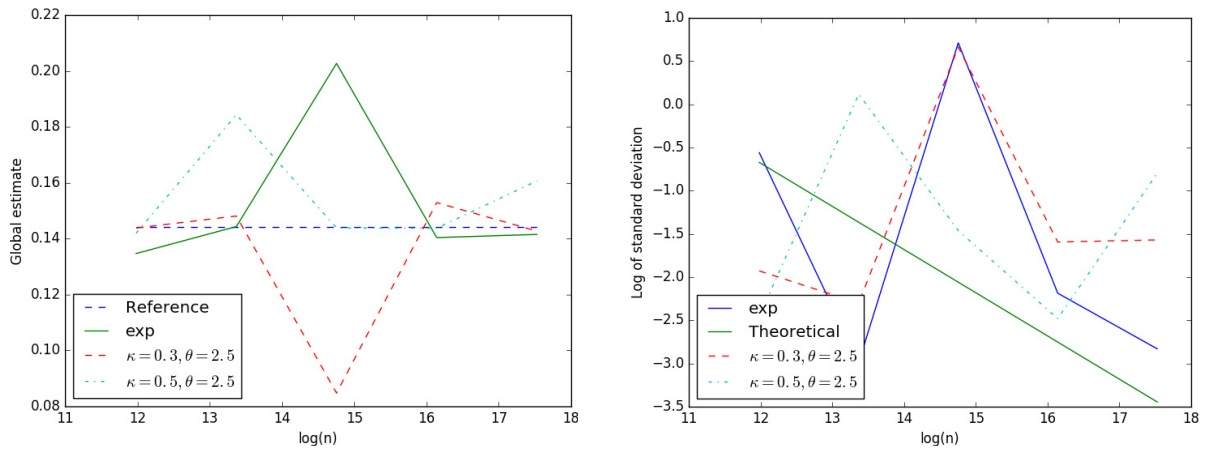 0.22
0.20
0.18
0.16
0.14
0.12
0.10
0.08
Global estimate
Reference
exp
κ = 0.3, θ = 2.5
κ = 0.5, θ = 2.5
11 12 13 14 15 16 17 18
log(n)
1.0
0.5
0.0
−0.5
−1.0
−1.5
−2.0
−2.5
−3.0
−3.5
Log of standard deviation
exp
Theoretical
κ = 0.3, θ = 2.5
κ = 0.5, θ = 2.5
11 12 13 14 15 16 17 18
log(n)